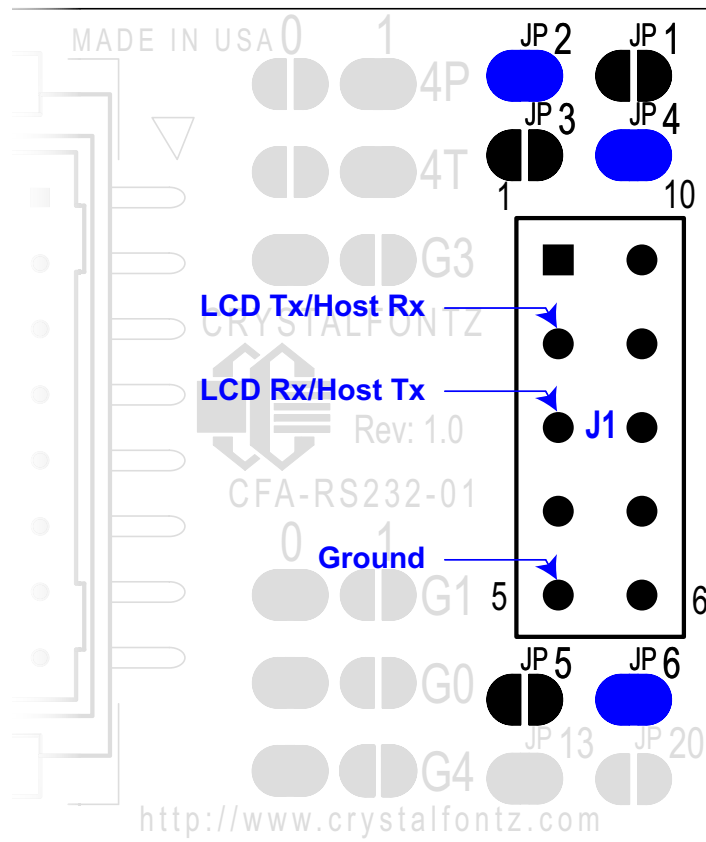 MADE IN USA 0 1 JP 2 JP 1
4P
JP 3 JP 4
4T
1 10
G3
LCD Tx/Host Rx
CRYSTALFONTZ
LCD Rx/Host Tx
J1
Rev: 1.0
CFA-RS232-01
0 1
Ground
G1 5 6
JP 5 JP 6
G0
JP 13 JP 20
G4
http://www.crystalfontz.com